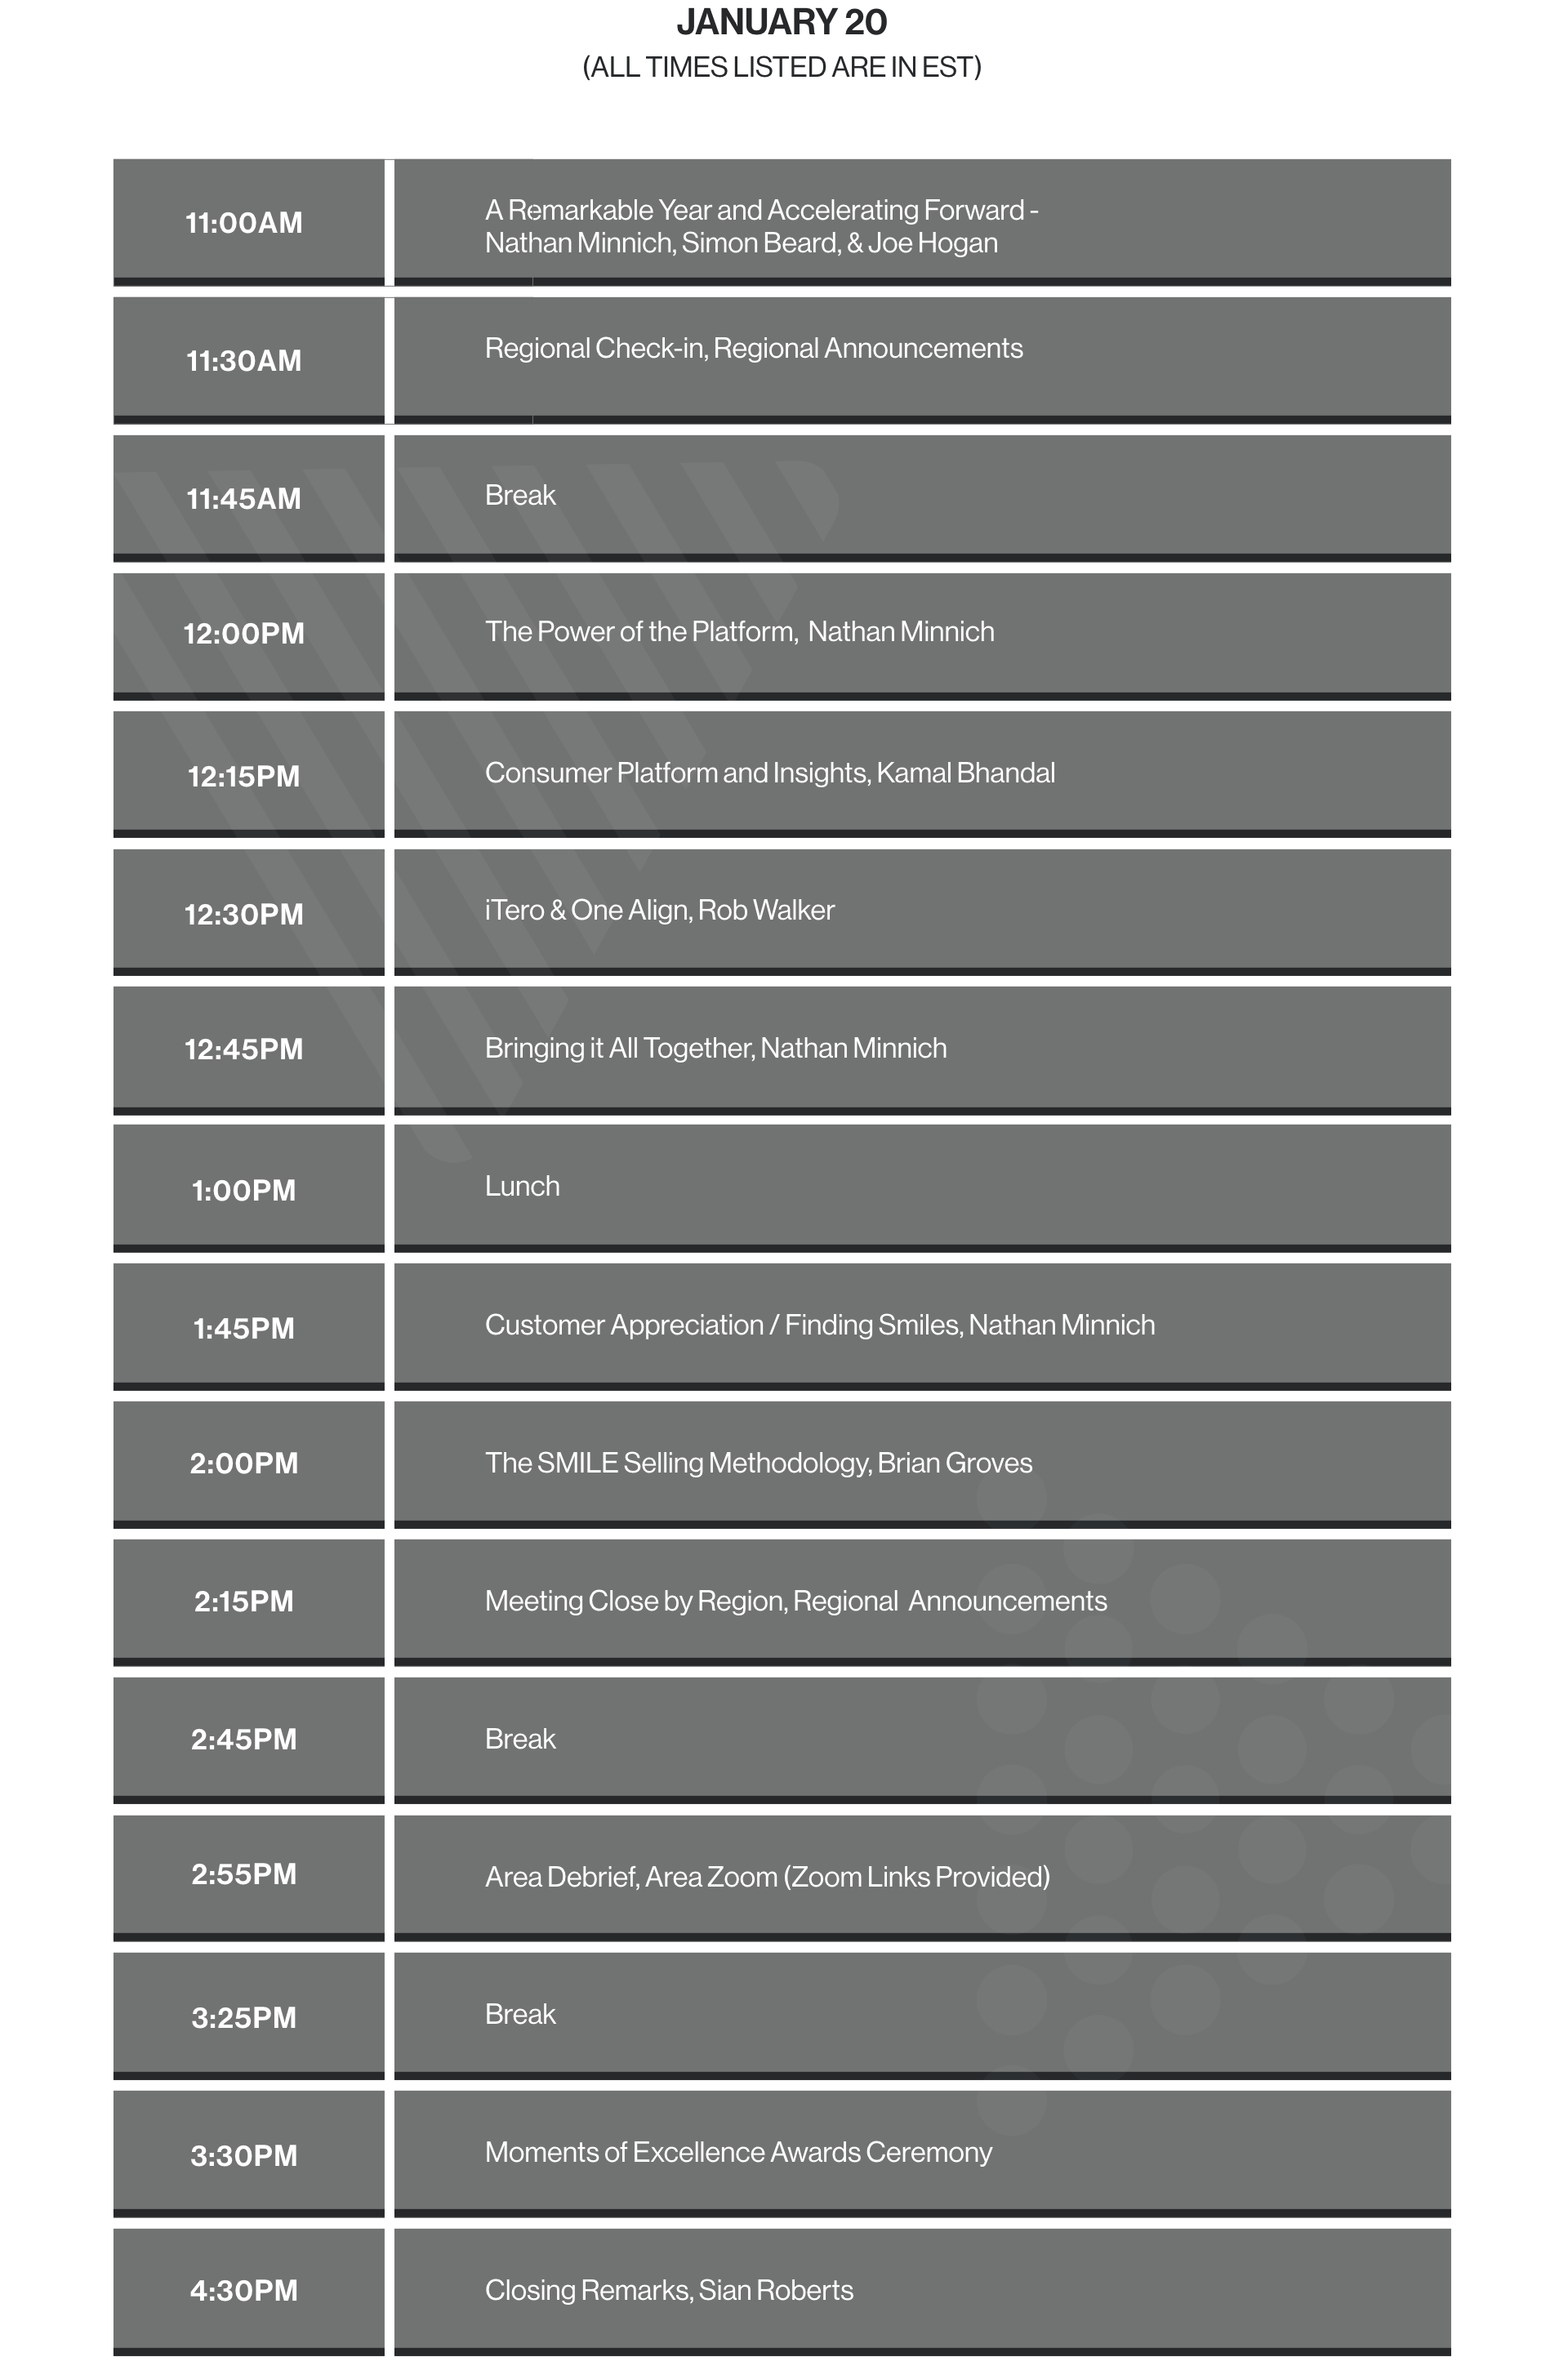 JANUARY 20
(ALL TIMES LISTED ARE IN EST)
11:00AM
A Remarkable Year and Accelerating Forward -
Nathan Minnich, Simon Beard, & Joe Hogan
11:30AM
Regional Check-in, Regional Announcements
11:45AM
Break
12:00PM
The Power of the Platform,  Nathan Minnich
12:15PM
Consumer Platform and Insights, Kamal Bhandal
12:30PM
iTero & One Align, Rob Walker
12:45PM
Bringing it All Together, Nathan Minnich
1:00PM
Lunch
1:45PM
Customer Appreciation / Finding Smiles, Nathan Minnich
2:00PM
The SMILE Selling Methodology, Brian Groves
2:15PM
Meeting Close by Region, Regional  Announcements
2:45PM
Break
2:55PM
Area Debrief, Area Zoom (Zoom Links Provided)
3:25PM
Break
3:30PM
Moments of Excellence Awards Ceremony
4:30PM
Closing Remarks, Sian Roberts